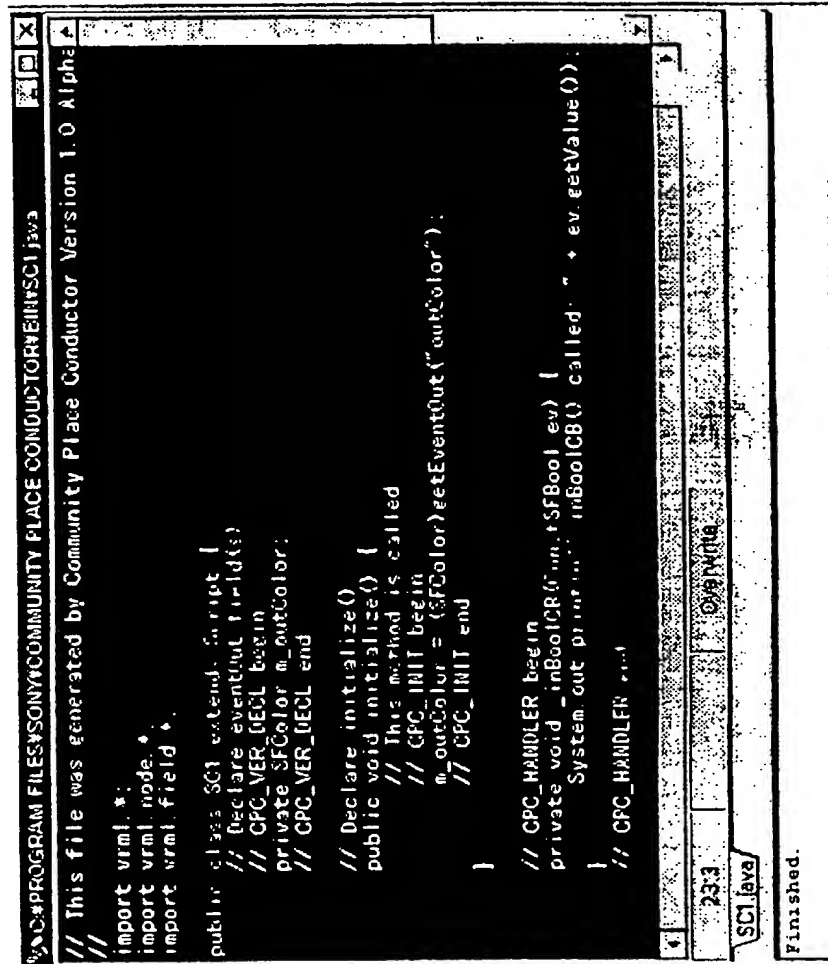 C:¥PROGRAM FILES¥SONY¥COMMUNITY PLACE CONDUCTOR¥BIN¥SC1.java
// This file was generated by Community Place Conductor Version 1.0 Alpha
//
import vrml.*;
import vrml.node.*;
import vrml.field.*;
public class SC1 extends Script {
// Declare eventOut field(s)
// CPC_VER_DECL begin
private SFColor m_outColor;
// CPC_VER_DECL end
// Declare initialize()
public void initialize() {
// This method is called
// CPC_INIT begin
m_outColor = (SFColor)getEventOut("outColor");
// CPC_INIT end
}
// CPC_HANDLER begin
private void _inBoolCB(ConstSFBool ev) {
System.out.println("_inBoolCB() called: " + ev.getValue());
}
// CPC_HANDLER end
23:3 Overwrite
SC1.java
Finished.